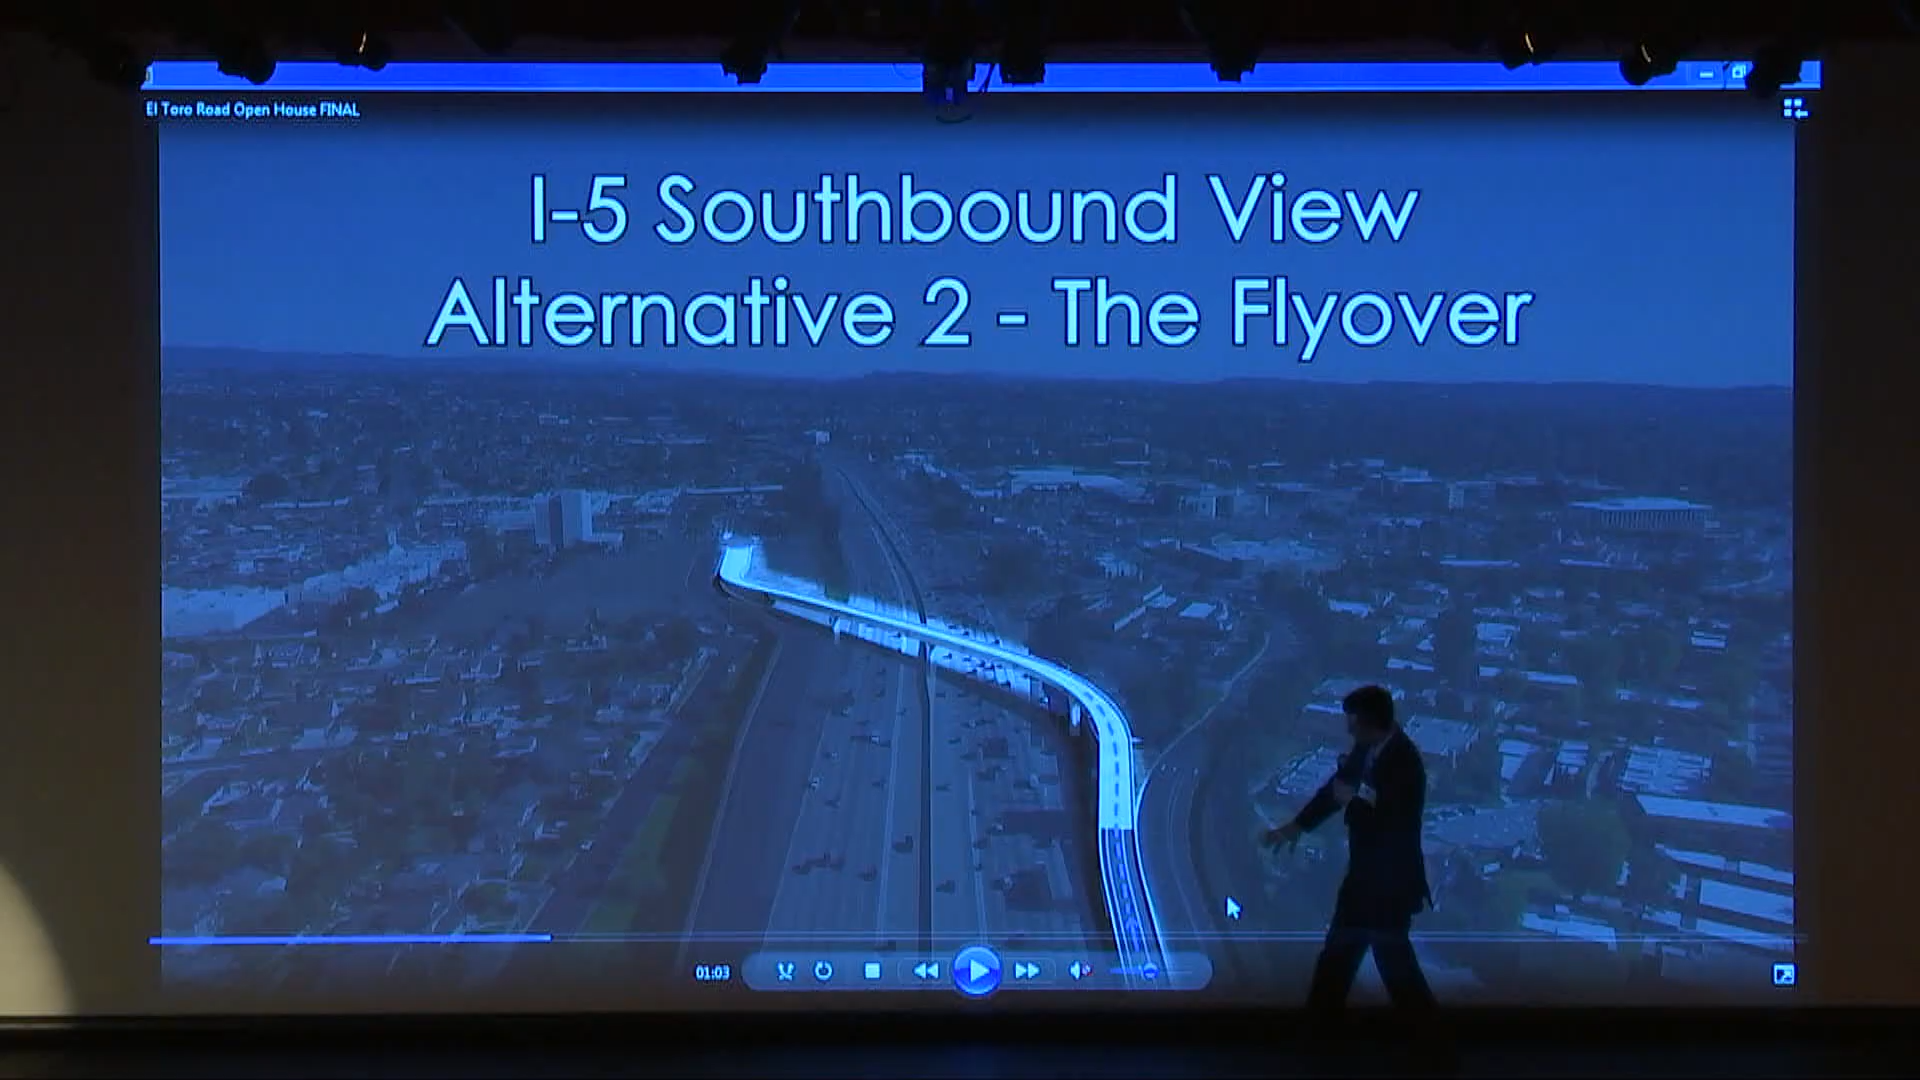 El Toro Road Open House FINAL
I-5 Southbound View
Alternative 2 - The Flyover
01:03